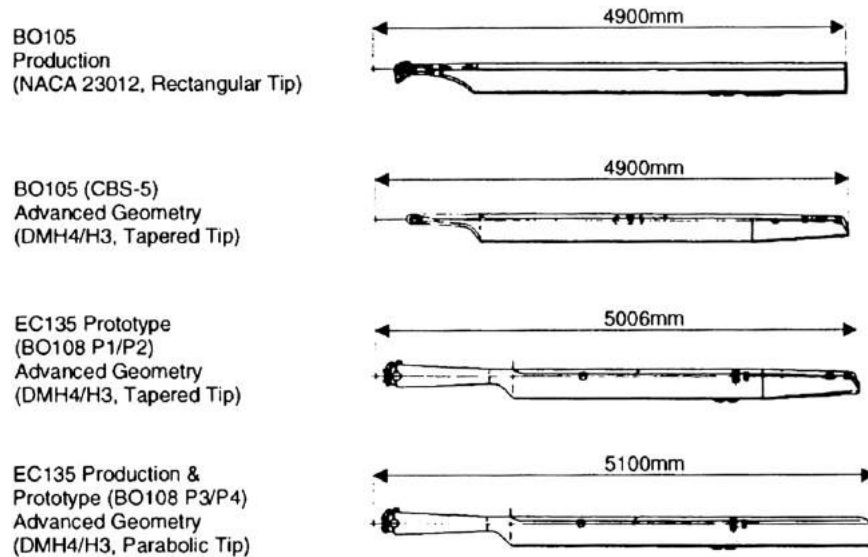 4900mm
BO105
Production
(NACA 23012, Rectangular Tip)
4900mm
BO105 (CBS-5)
Advanced Geometry
(DMH4/H3, Tapered Tip)
5006mm
EC135 Prototype
(BO108 P1/P2)
Advanced Geometry
(DMH4/H3, Tapered Tip)
5100mm
EC135 Production &
Prototype (BO108 P3/P4)
Advanced Geometry
(DMH4/H3, Parabolic Tip)